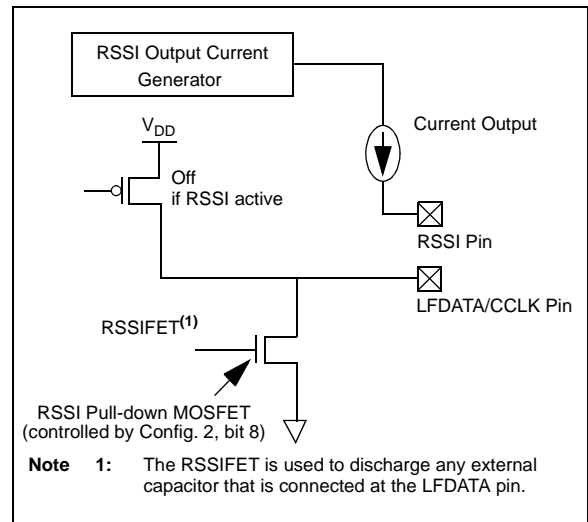 RSSI Output Current
Generator
VDD
Current Output
Off
if RSSI active
RSSI Pin
LFDATA/CCLK Pin
RSSIFET(1)
RSSI Pull-down MOSFET
(controlled by Config. 2, bit 8)
Note 1: The RSSIFET is used to discharge any external
capacitor that is connected at the LFDATA pin.